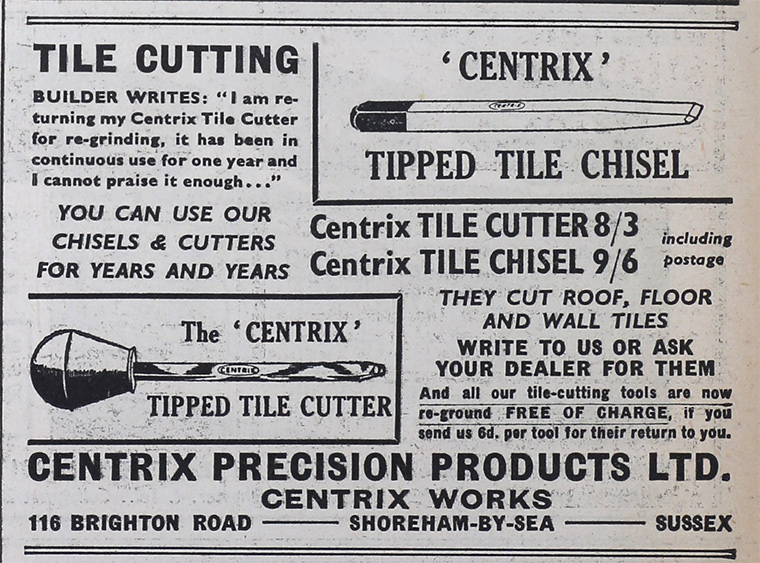 TILE CUTTING
BUILDER WRITES: "I am re-
turning my Centrix Tile Cutter
for re-grinding, it has been in
continuous use for one year and
I cannot praise it enough..."
YOU CAN USE OUR
CHISELS & CUTTERS
FOR YEARS AND YEARS
'CENTRIX'
CENTRIX
TIPPED TILE CHISEL
Centrix TILE CUTTER 8/3
Centrix TILE CHISEL 9/6
including
postage
The 'CENTRIX'
CENTRIX
TIPPED TILE CUTTER
THEY CUT ROOF, FLOOR
AND WALL TILES
WRITE TO US OR ASK
YOUR DEALER FOR THEM
And all our tile-cutting tools are now
re-ground FREE OF CHARGE, if you
send us 6d. per tool for their return to you.
CENTRIX PRECISION PRODUCTS LTD.
CENTRIX WORKS
116 BRIGHTON ROAD — SHOREHAM-BY-SEA — SUSSEX